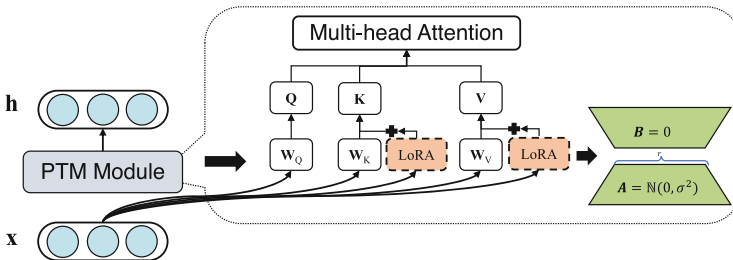 Multi-head Attention
h
Q
K
V
B = 0
PTM Module
W_Q
W_K
LoRA
W_V
LoRA
r
A = ℕ(0, σ²)
x